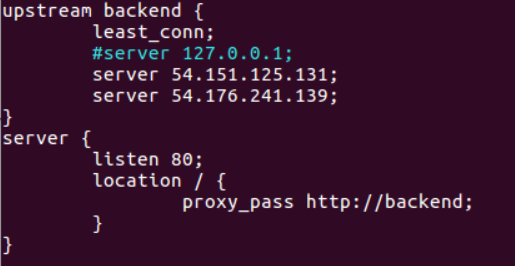 upstream backend {
        least_conn;
        #server 127.0.0.1;
        server 54.151.125.131;
        server 54.176.241.139;
}
server {
        listen 80;
        location / {
                proxy_pass http://backend;
        }
}